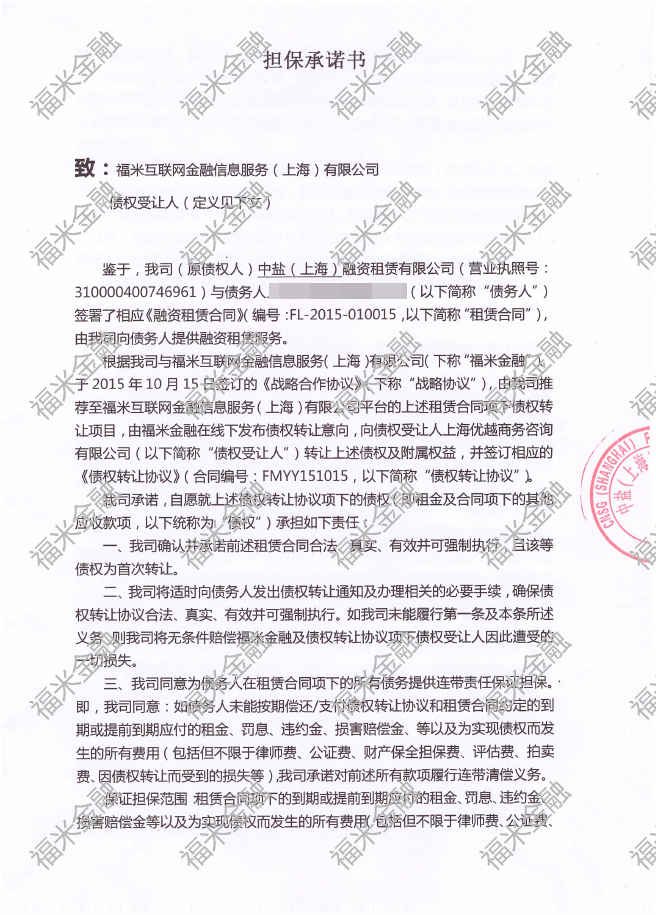 担保承诺书
致：福米互联网金融信息服务（上海）有限公司
债权受让人（定义见下文）
鉴于，我司（原债权人）中盐（上海）融资租赁有限公司（营业执照号：
310000400746961）与债务人（以下简称“债务人”）
签署了相应《融资租赁合同》（编号：FL-2015-010015，以下简称“租赁合同”），
由我司向债务人提供融资租赁服务。
根据我司与福米互联网金融信息服务（上海）有限公司（下称“福米金融”）
于 2015 年 10 月 15 日签订的《战略合作协议》（下称“战略协议”），由我司推
荐至福米互联网金融信息服务（上海）有限公司平台的上述租赁合同项下债权转
让项目，由福米金融在线下发布债权转让意向，向债权受让人上海优越商务咨询
有限公司（以下简称“债权受让人”）转让上述债权及附属权益，并签订相应的
《债权转让协议》（合同编号：FMYY151015，以下简称“债权转让协议”）。
我司承诺，自愿就上述债权转让协议项下的债权（即租金及合同项下的其他
应收款项，以下统称为“债权”）承担如下责任：
一、我司确认并承诺前述租赁合同合法、真实、有效并可强制执行，且该等
债权为首次转让。
二、我司将适时向债务人发出债权转让通知及办理相关的必要手续，确保债
权转让协议合法、真实、有效并可强制执行。如我司未能履行第一条及本条所述
义务，则我司将无条件赔偿福米金融及债权转让协议项下债权受让人因此遭受的
一切损失。
三、我司同意为债务人在租赁合同项下的所有债务提供连带责任保证担保。
即，我司同意：如债务人未能按期偿还/支付债权转让协议和租赁合同约定的到
期或提前到期应付的租金、罚息、违约金、损害赔偿金、等以及为实现债权而发
生的所有费用（包括但不限于律师费、公证费、财产保全担保费、评估费、拍卖
费、因债权转让而受到的损失等），我司承诺对前述所有款项履行连带清偿义务。
保证担保范围：租赁合同项下的到期或提前到期应付的租金、罚息、违约金、
损害赔偿金等以及为实现债权而发生的所有费用（包括但不限于律师费、公证费、
CNSG (SHANGHAI) F
中盐（上海
福米金融